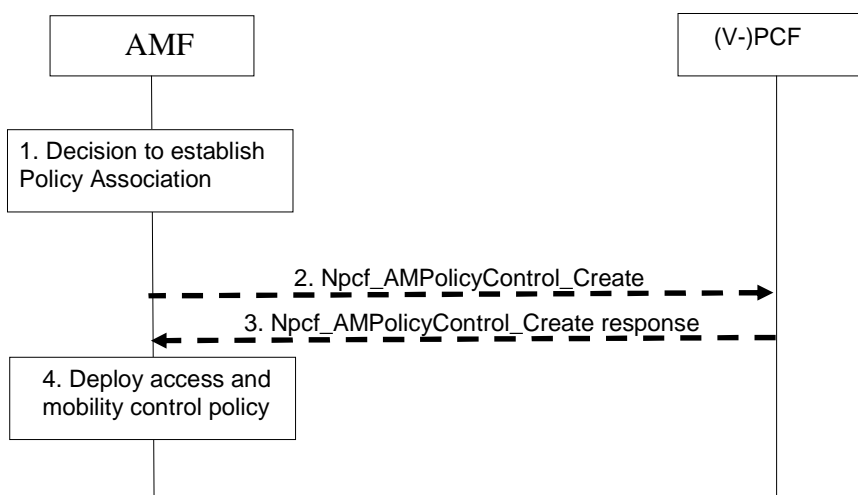 AMF
(V-)PCF
1. Decision to establish
Policy Association
2. Npcf_AMPolicyControl_Create
3. Npcf_AMPolicyControl_Create response
4. Deploy access and
mobility control policy